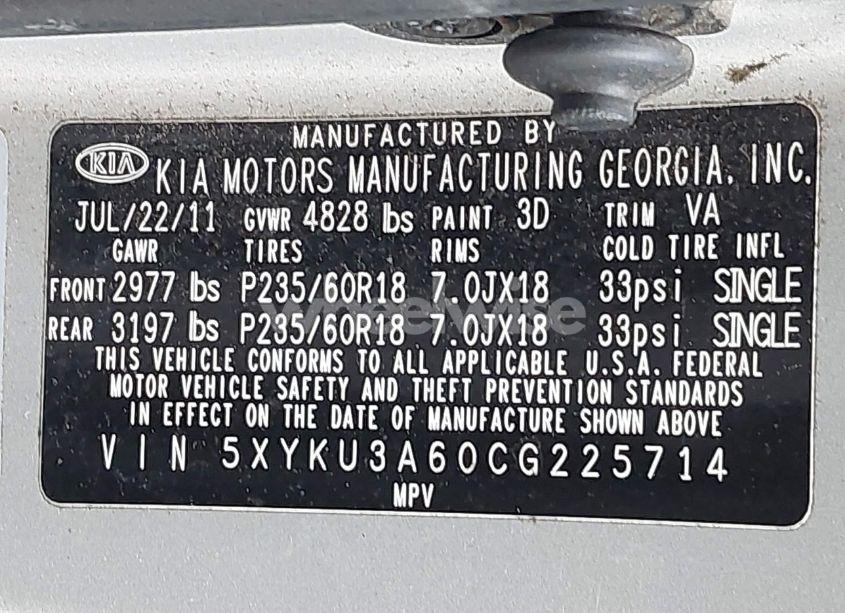 MANUFACTURED BY
KIA KIA MOTORS MANUFACTURING GEORGIA, INC.
JUL/22/11 GVWR 4828 lbs PAINT 3D TRIM VA
GAWR TIRES RIMS COLD TIRE INFL
FRONT 2977 lbs P235/60R18 7.0JX18 33psi SINGLE
wheelwise
REAR 3197 lbs P235/60R18 7.0JX18 33psi SINGLE
THIS VEHICLE CONFORMS TO ALL APPLICABLE U.S.A. FEDERAL
MOTOR VEHICLE SAFETY AND THEFT PREVENTION STANDARDS
IN EFFECT ON THE DATE OF MANUFACTURE SHOWN ABOVE
VIN 5XYKU3A60CG225714
MPV